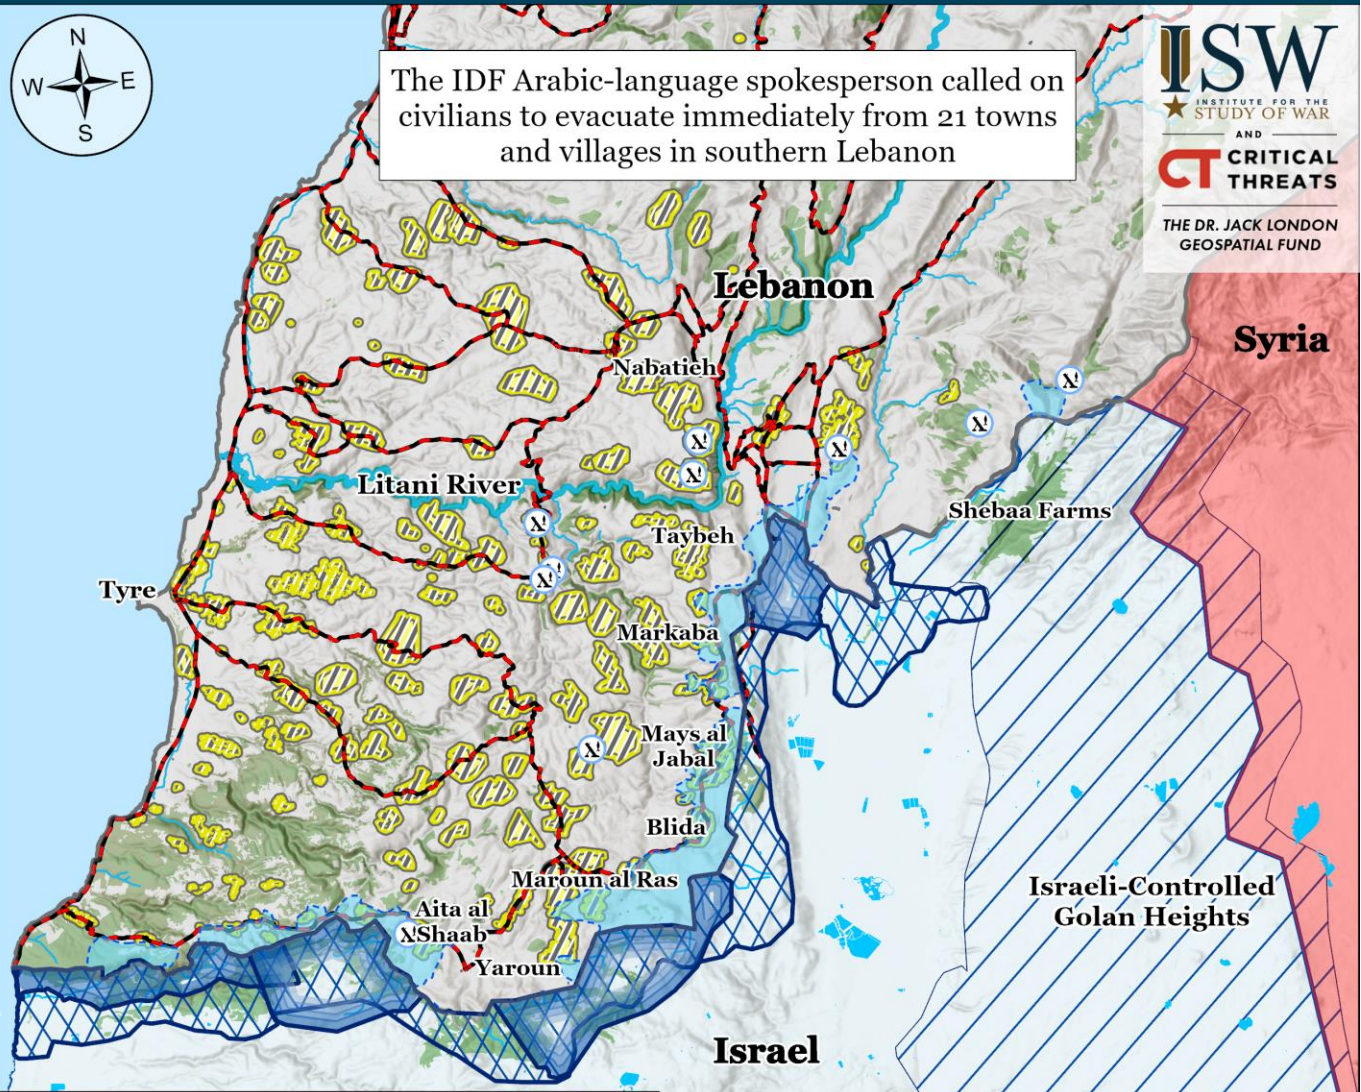 N
W
E
S
The IDF Arabic-language spokesperson called on
civilians to evacuate immediately from 21 towns
and villages in southern Lebanon
ISW
INSTITUTE FOR THE
STUDY OF WAR
AND
CT CRITICAL
THREATS
THE DR. JACK LONDON
GEOSPATIAL FUND
Lebanon
Syria
Nabatieh
Litani River
Shebaa Farms
Taybeh
Tyre
Markaba
Mays al
Jabal
Blida
Maroun al Ras
Israeli-Controlled
Golan Heights
Aita al
Shaab
Yaroun
Israel